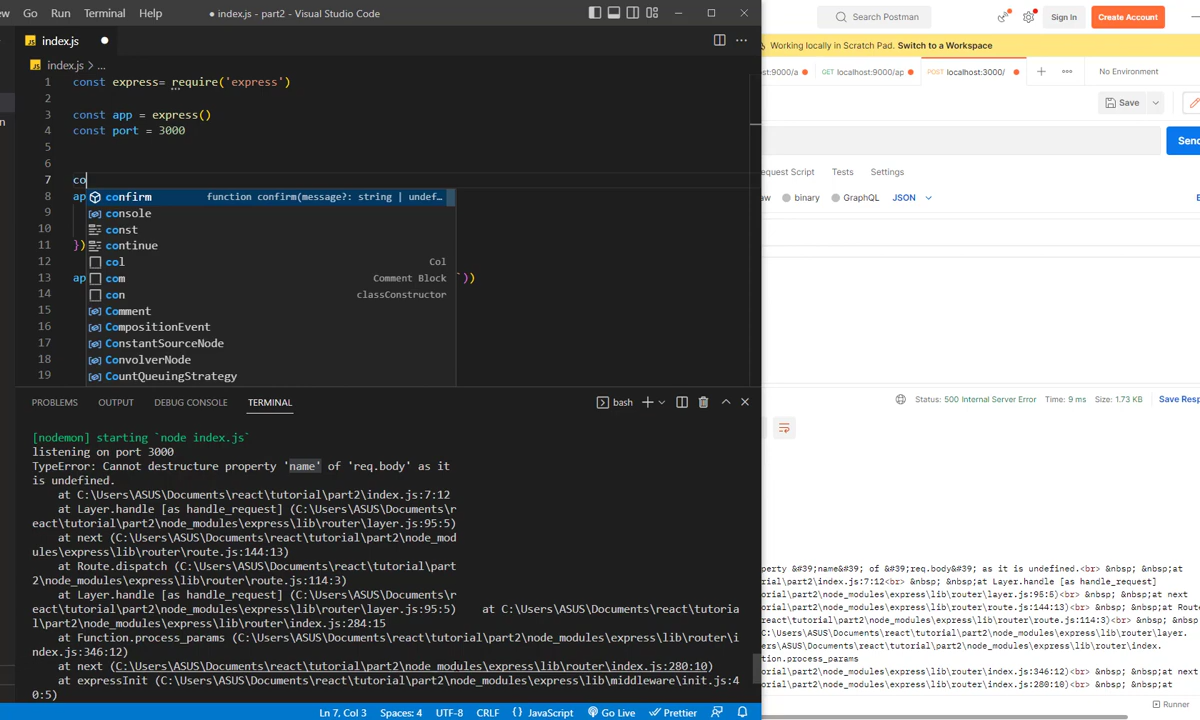 ew Go Run Terminal Help ● index.js - part2 - Visual Studio Code
JS index.js ●
JS index.js > ...
1 const express= require('express')
2
3 const app = express()
4 const port = 3000
5
6
7 co
8 ap
9
10
11 })
12
13 ap `))
14
15
16
17
18
19
confirm function confirm(message?: string | undef…
console
const
continue
col Col
com Comment Block
con classConstructor
Comment
CompositionEvent
ConstantSourceNode
ConvolverNode
CountQueuingStrategy
n
PROBLEMS OUTPUT DEBUG CONSOLE TERMINAL bash
[nodemon] starting `node index.js`
listening on port 3000
TypeError: Cannot destructure property 'name' of 'req.body' as it
is undefined.
at C:\Users\ASUS\Documents\react\tutorial\part2\index.js:7:12
at Layer.handle [as handle_request] (C:\Users\ASUS\Documents\r
eact\tutorial\part2\node_modules\express\lib\router\layer.js:95:5)
at next (C:\Users\ASUS\Documents\react\tutorial\part2\node_mod
ules\express\lib\router\route.js:144:13)
at Route.dispatch (C:\Users\ASUS\Documents\react\tutorial\part
2\node_modules\express\lib\router\route.js:114:3)
at Layer.handle [as handle_request] (C:\Users\ASUS\Documents\r
eact\tutorial\part2\node_modules\express\lib\router\layer.js:95:5) at C:\Users\ASUS\Documents\react\tutoria
l\part2\node_modules\express\lib\router\index.js:284:15
at Function.process_params (C:\Users\ASUS\Documents\react\tutorial\part2\node_modules\express\lib\router\i
ndex.js:346:12)
at next (C:\Users\ASUS\Documents\react\tutorial\part2\node_modules\express\lib\router\index.js:280:10)
at expressInit (C:\Users\ASUS\Documents\react\tutorial\part2\node_modules\express\lib\middleware\init.js:4
0:5)
Ln 7, Col 3 Spaces: 4 UTF-8 CRLF {} JavaScript Go Live Prettier
Search Postman Sign In Create Account
Working locally in Scratch Pad. Switch to a Workspace
st:9000/a GET localhost:9000/ap POST localhost:3000/ + No Environment
Save
Send
quest Script Tests Settings
aw binary GraphQL JSON
Status: 500 Internal Server Error Time: 9 ms Size: 1.73 KB Save Resp
operty &#39;name&#39; of &#39;req.body&#39; as it is undefined.<br> &nbsp; &nbsp;at
rial\part2\index.js:7:12<br> &nbsp; &nbsp;at Layer.handle [as handle_request]
\part2\node_modules\express\lib\router\layer.js:95:5)<br> &nbsp; &nbsp;at next
rial\part2\node_modules\express\lib\router\route.js:144:13)<br> &nbsp; &nbsp;at Rout
rial\part2\node_modules\express\lib\router\route.js:114:3)<br> &nbsp; &nbsp
C:\Users\ASUS\Documents\react\tutorial\part2\node_modules\express\lib\router\layer.
\ASUS\Documents\react\tutorial\part2\node_modules\express\lib\router\index.
tion.process_params
rial\part2\node_modules\express\lib\router\index.js:346:12)<br> &nbsp; &nbsp;at next
rial\part2\node_modules\express\lib\router\index.js:280:10)<br> &nbsp; &nbsp;at
Runner